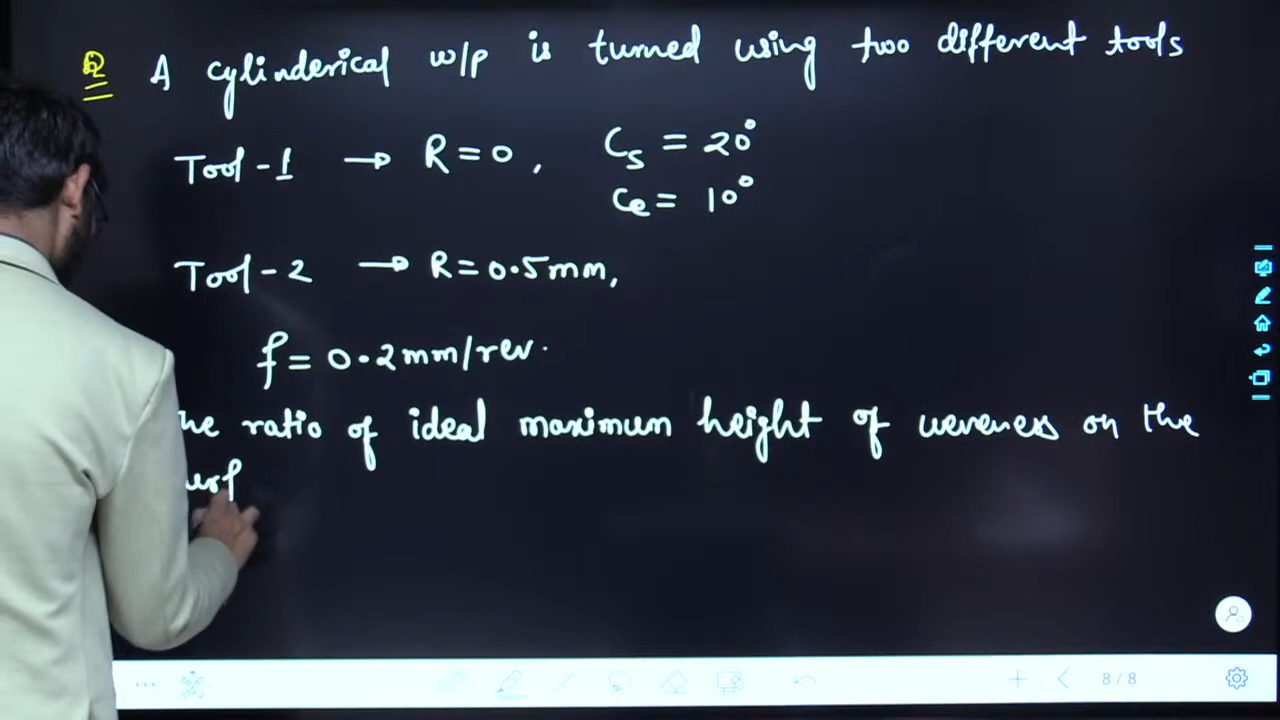 Q A cylinderical w/p is turned using two different tools
Tool-1 → R=0, Cs = 20°
Ce = 10°
Tool-2 → R=0.5mm,
f = 0.2mm/rev.
he ratio of ideal maximum height of uneveness on the
urf
8/8